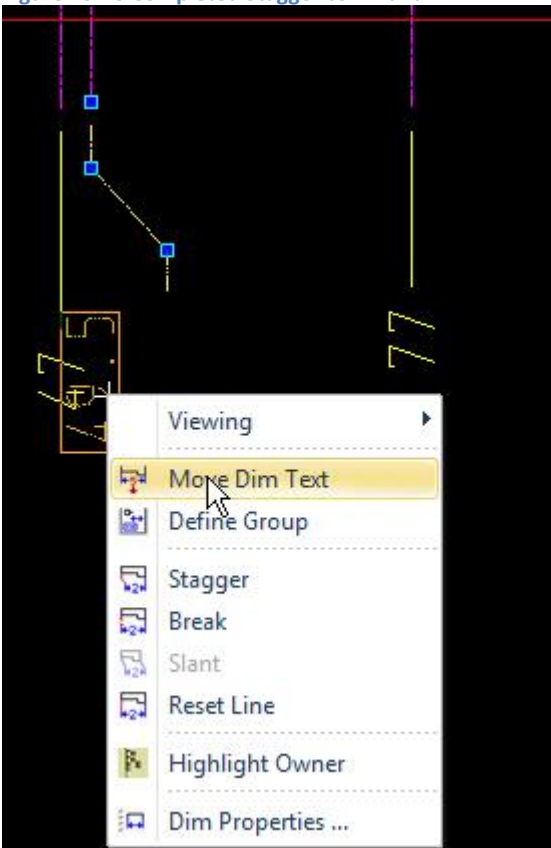 Viewing
Move Dim Text
Define Group
Stagger
Break
Slant
Reset Line
Highlight Owner
Dim Properties ...